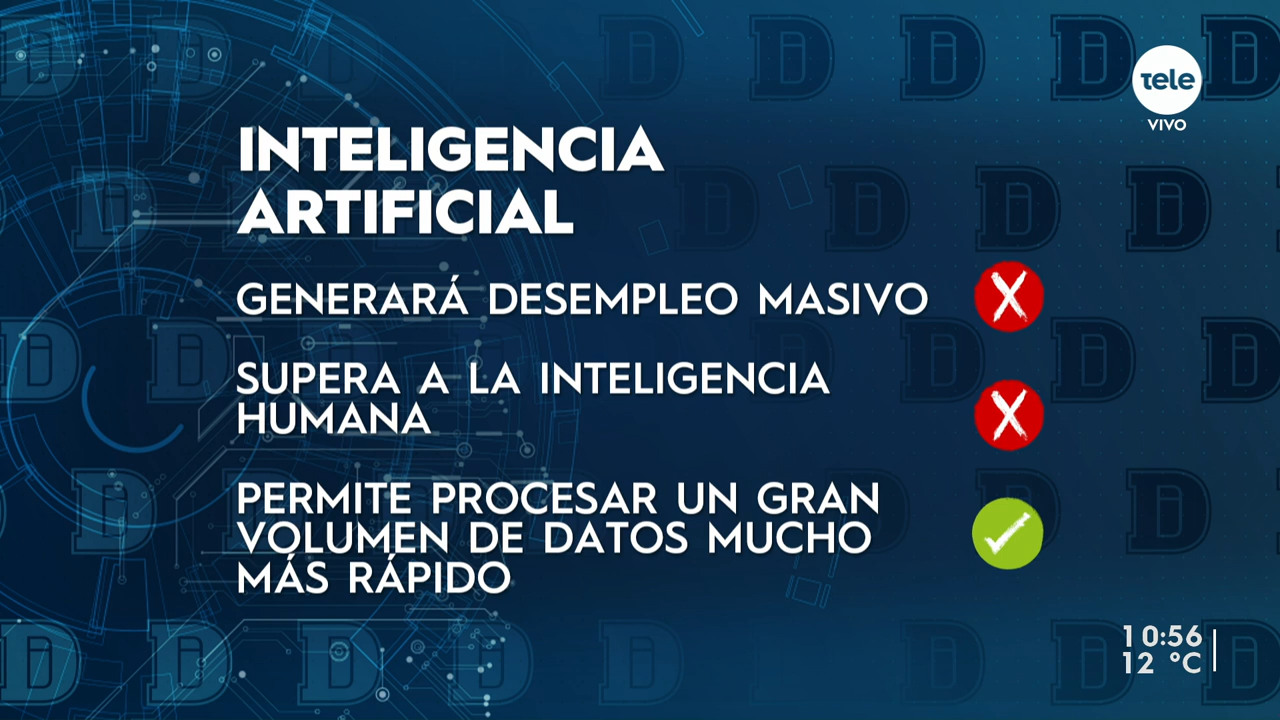 tele
VIVO
INTELIGENCIA
ARTIFICIAL
GENERARÁ DESEMPLEO MASIVO
SUPERA A LA INTELIGENCIA
HUMANA
PERMITE PROCESAR UN GRAN
VOLUMEN DE DATOS MUCHO
MÁS RÁPIDO
10:56
12 °C